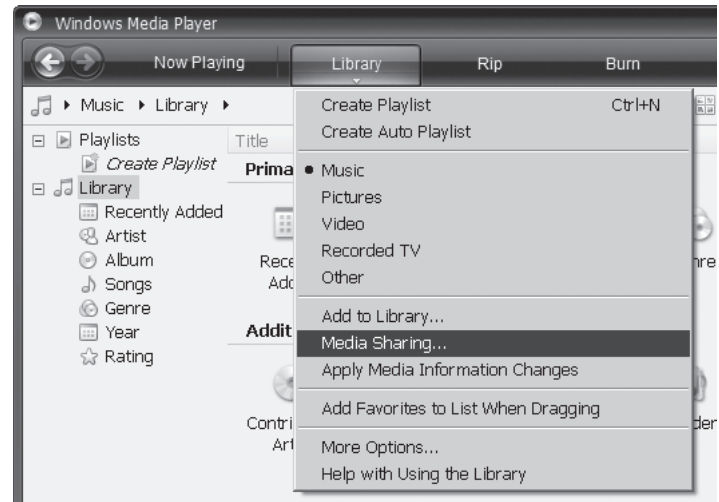 Windows Media Player
Now Playing Library Rip Burn
Music Library
Playlists
Create Playlist
Library
Recently Added
Artist
Album
Songs
Genre
Year
Rating
Title
Create Playlist Ctrl+N
Create Auto Playlist
Music
Pictures
Video
Recorded TV
Other
Add to Library...
Media Sharing...
Apply Media Information Changes
Add Favorites to List When Dragging
More Options...
Help with Using the Library